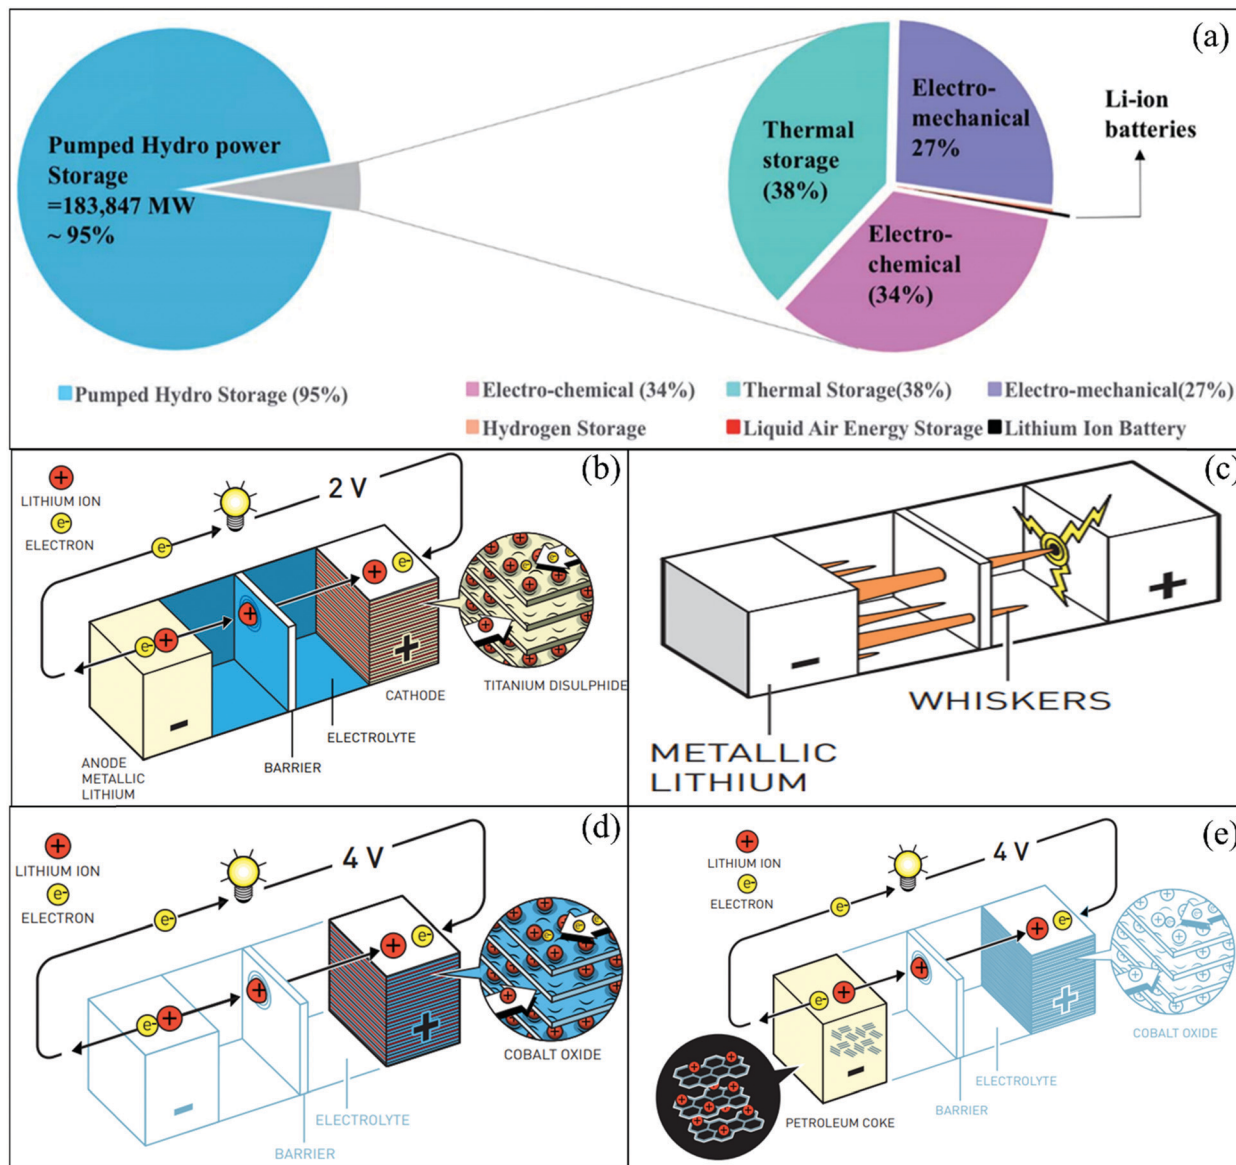 (a)
Pumped Hydro power
Storage
=183,847 MW
~ 95%
Thermal
storage
(38%)
Electro-
mechanical
27%
Electro-
chemical
(34%)
Li-ion
batteries
Pumped Hydro Storage (95%)
Electro-chemical (34%)
Thermal Storage(38%)
Electro-mechanical(27%)
Hydrogen Storage
Liquid Air Energy Storage
Lithium Ion Battery
(b)
+
LITHIUM ION
e-
ELECTRON
2 V
e-
e-
+
+
+
e-
-
+
TITANIUM DISULPHIDE
CATHODE
ELECTROLYTE
BARRIER
ANODE
METALLIC
LITHIUM
(c)
-
+
WHISKERS
METALLIC
LITHIUM
(d)
+
LITHIUM ION
e-
ELECTRON
4 V
e-
e-
+
+
+
e-
-
+
COBALT OXIDE
ELECTROLYTE
BARRIER
(e)
+
LITHIUM ION
e-
ELECTRON
4 V
e-
e-
+
+
+
e-
-
+
COBALT OXIDE
ELECTROLYTE
BARRIER
PETROLEUM COKE